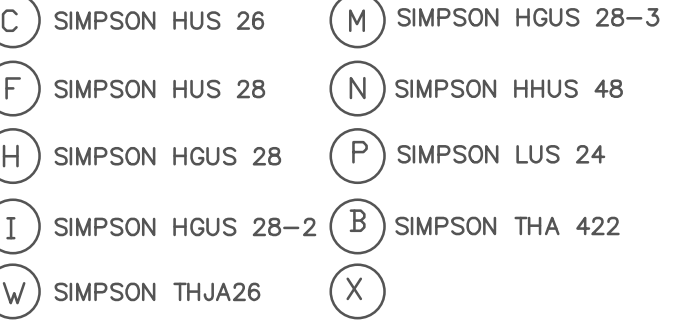 C SIMPSON HUS 26
F SIMPSON HUS 28
H SIMPSON HGUS 28
I SIMPSON HGUS 28-2
W SIMPSON THJA26
M SIMPSON HGUS 28-3
N SIMPSON HHUS 48
P SIMPSON LUS 24
B SIMPSON THA 422
X